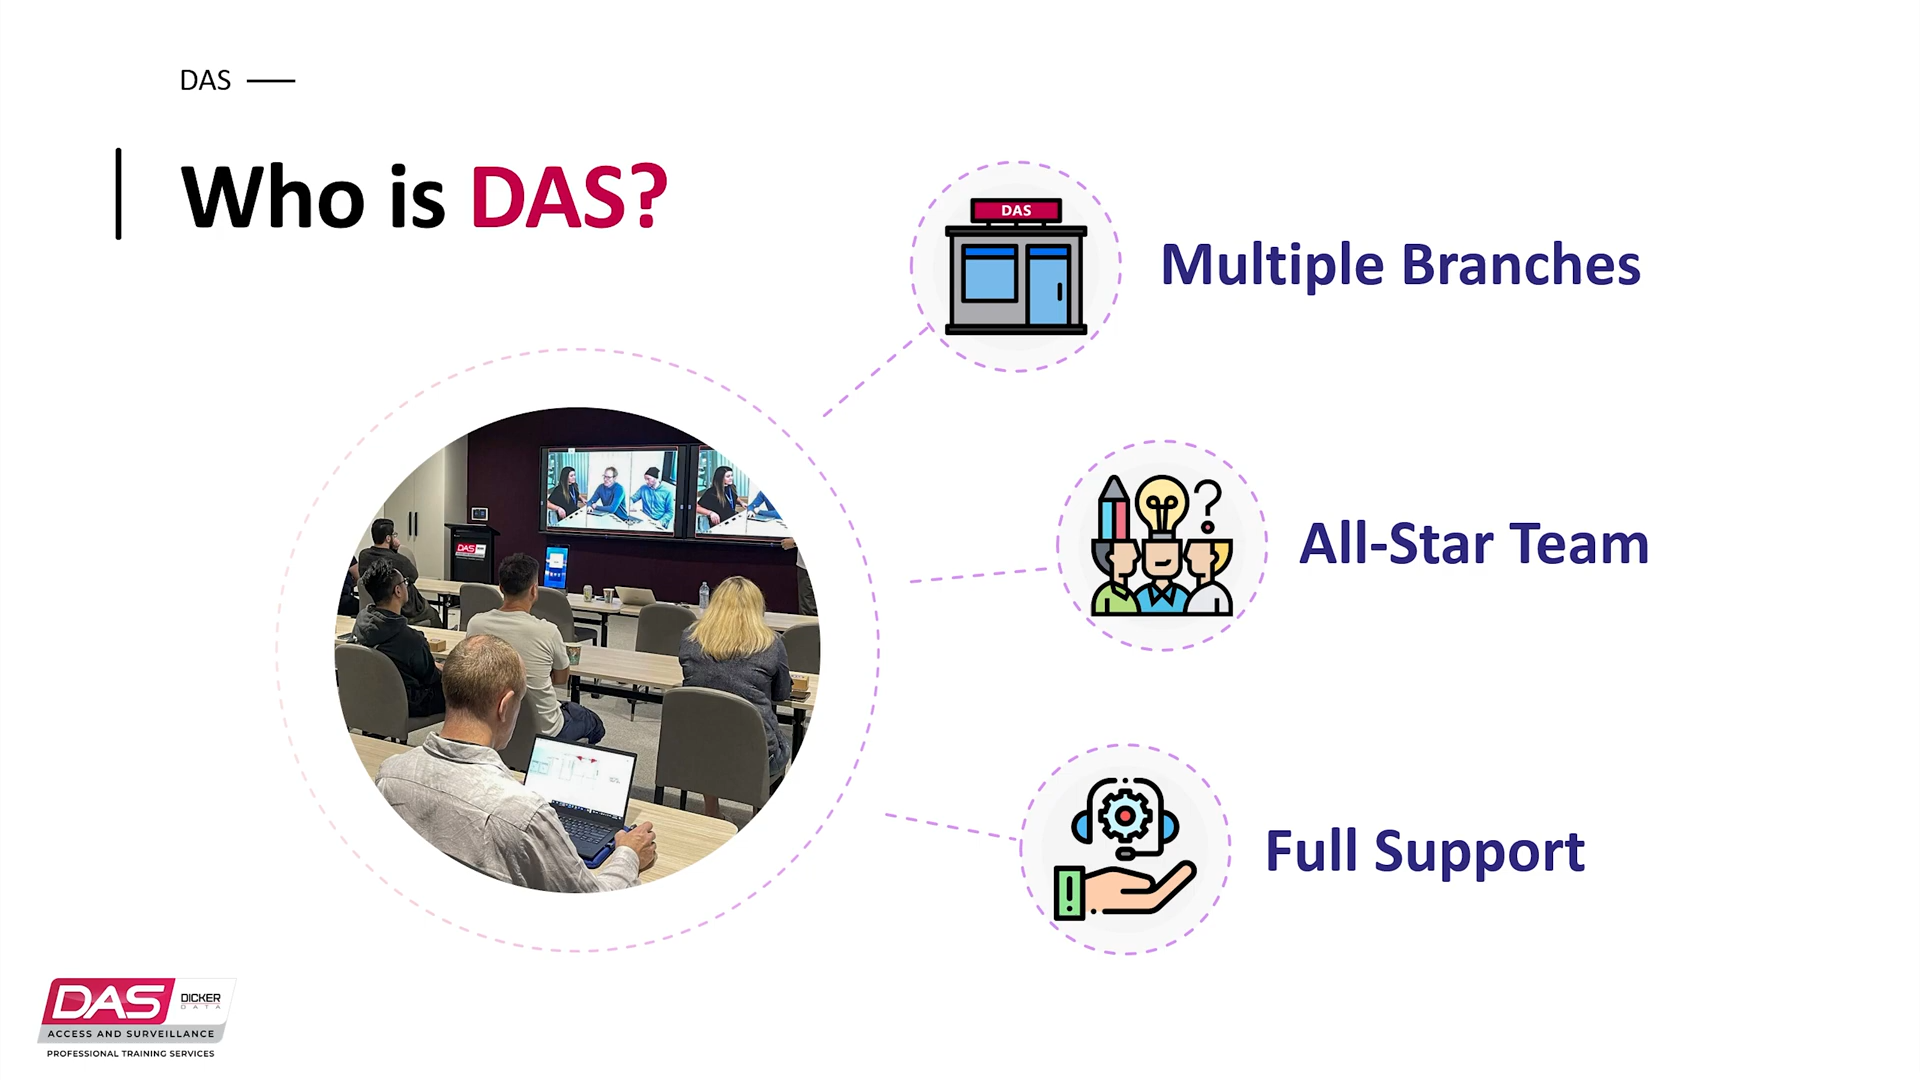 DAS
Who is DAS?
DAS
Multiple Branches
All-Star Team
Full Support
DAS
DAS
DICKER
DATA
ACCESS AND SURVEILLANCE
PROFESSIONAL TRAINING SERVICES